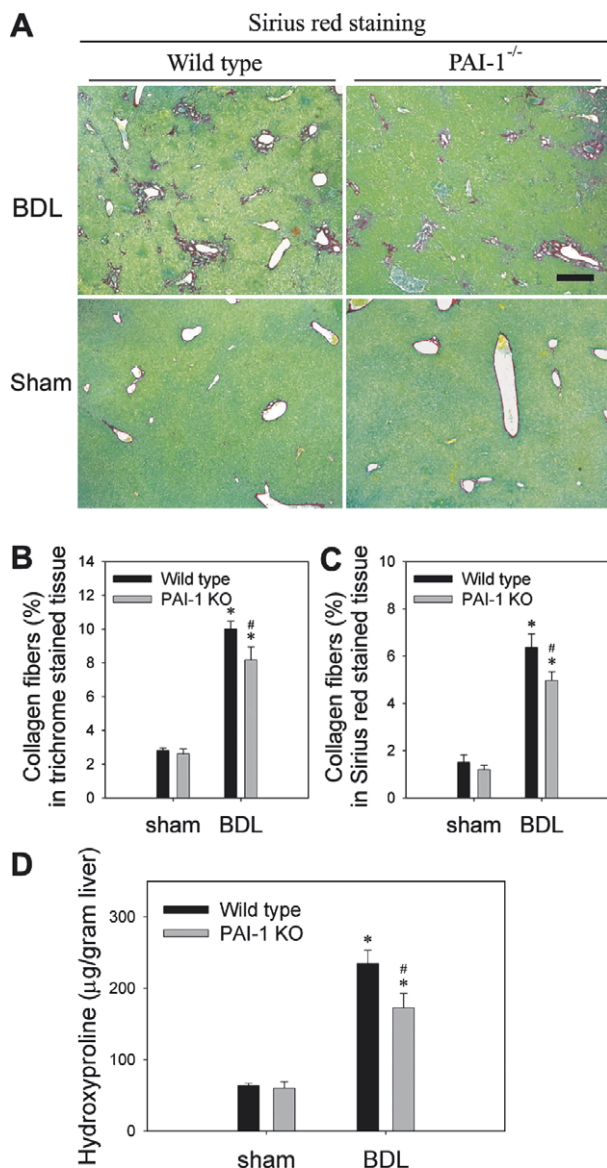 A
Sirius red staining
Wild type
PAI-1-/-
BDL
Sham
B
Collagen fibers (%)
in trichrome stained tissue
14
12
10
8
6
4
2
0
Wild type
PAI-1 KO
*
#
*
sham
BDL
C
Collagen fibers (%)
in Sirius red stained tissue
10
8
6
4
2
0
Wild type
PAI-1 KO
*
#
*
sham
BDL
D
Hydroxyproline (μg/gram liver)
300
200
100
0
Wild type
PAI-1 KO
*
#
*
sham
BDL